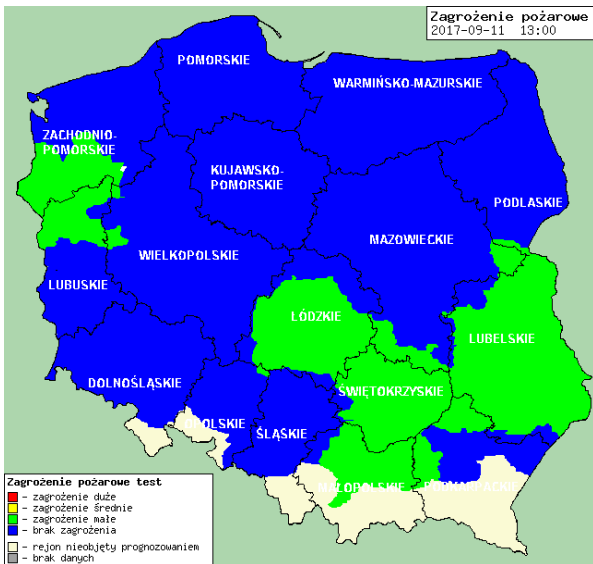 Zagrożenie pożarowe
2017-09-11 13:00
POMORSKIE
WARMIŃSKO-MAZURSKIE
ZACHODNIO-
POMORSKIE
KUJAWSKO-
POMORSKIE
PODLASKIE
MAZOWIECKIE
WIELKOPOLSKIE
LUBUSKIE
ŁÓDZKIE
LUBELSKIE
DOLNOŚLĄSKIE
ŚWIĘTOKRZYSKIE
OPOLSKIE
ŚLĄSKIE
MAŁOPOLSKIE
PODKARPACKIE
Zagrożenie pożarowe test
- zagrożenie duże
- zagrożenie średnie
- zagrożenie małe
- brak zagrożenia
- rejon nieobjęty prognozowaniem
- brak danych